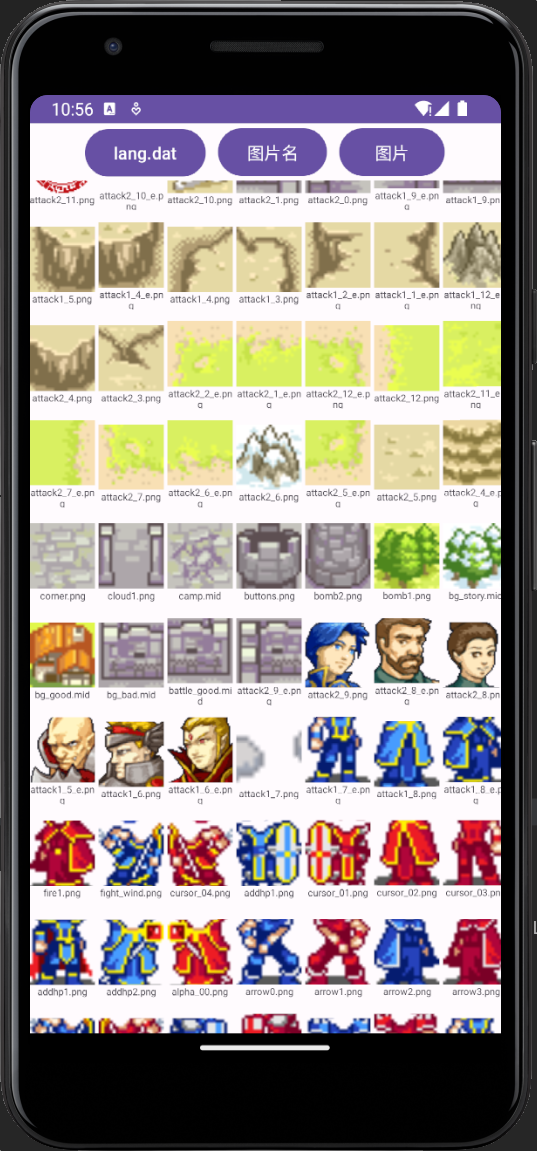 10:56
lang.dat 图片名 图片
attack2_11.png attack2_10_e.png attack2_10.png attack2_1.png attack2_0.png attack1_9_e.png attack1_9.png
attack1_5.png attack1_4_e.png attack1_4.png attack1_3.png attack1_2_e.png attack1_1_e.png attack1_12_e.png
attack2_4.png attack2_3.png attack2_2_e.png attack2_1_e.png attack2_12_e.png attack2_12.png attack2_11_e.png
attack2_7_e.png attack2_7.png attack2_6_e.png attack2_6.png attack2_5_e.png attack2_5.png attack2_4_e.png
corner.png cloud1.png camp.mid buttons.png bomb2.png bomb1.png bg_story.mid
bg_good.mid bg_bad.mid battle_good.mid attack2_9_e.png attack2_9.png attack2_8_e.png attack2_8.png
attack1_5_e.png attack1_6.png attack1_6_e.png attack1_7.png attack1_7_e.png attack1_8.png attack1_8_e.png
fire1.png fight_wind.png cursor_04.png addhp1.png cursor_01.png cursor_02.png cursor_03.png
addhp1.png addhp2.png alpha_00.png arrow0.png arrow1.png arrow2.png arrow3.png